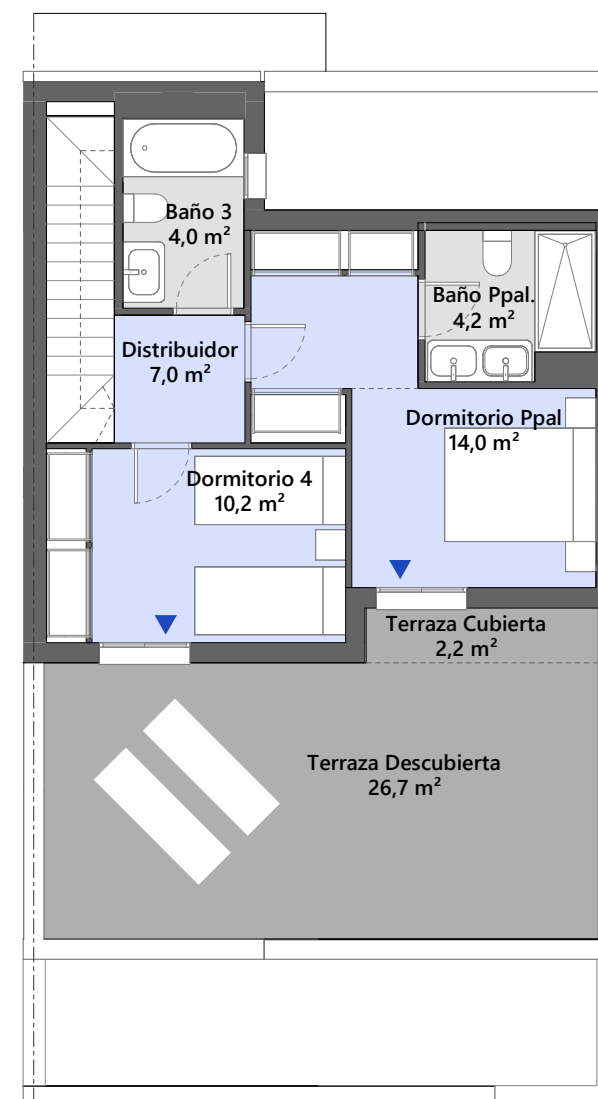 Baño 3
4,0 m²
Baño Ppal.
4,2 m²
Distribuidor
7,0 m²
Dormitorio Ppal
14,0 m²
Dormitorio 4
10,2 m²
Terraza Cubierta
2,2 m²
Terraza Descubierta
26,7 m²